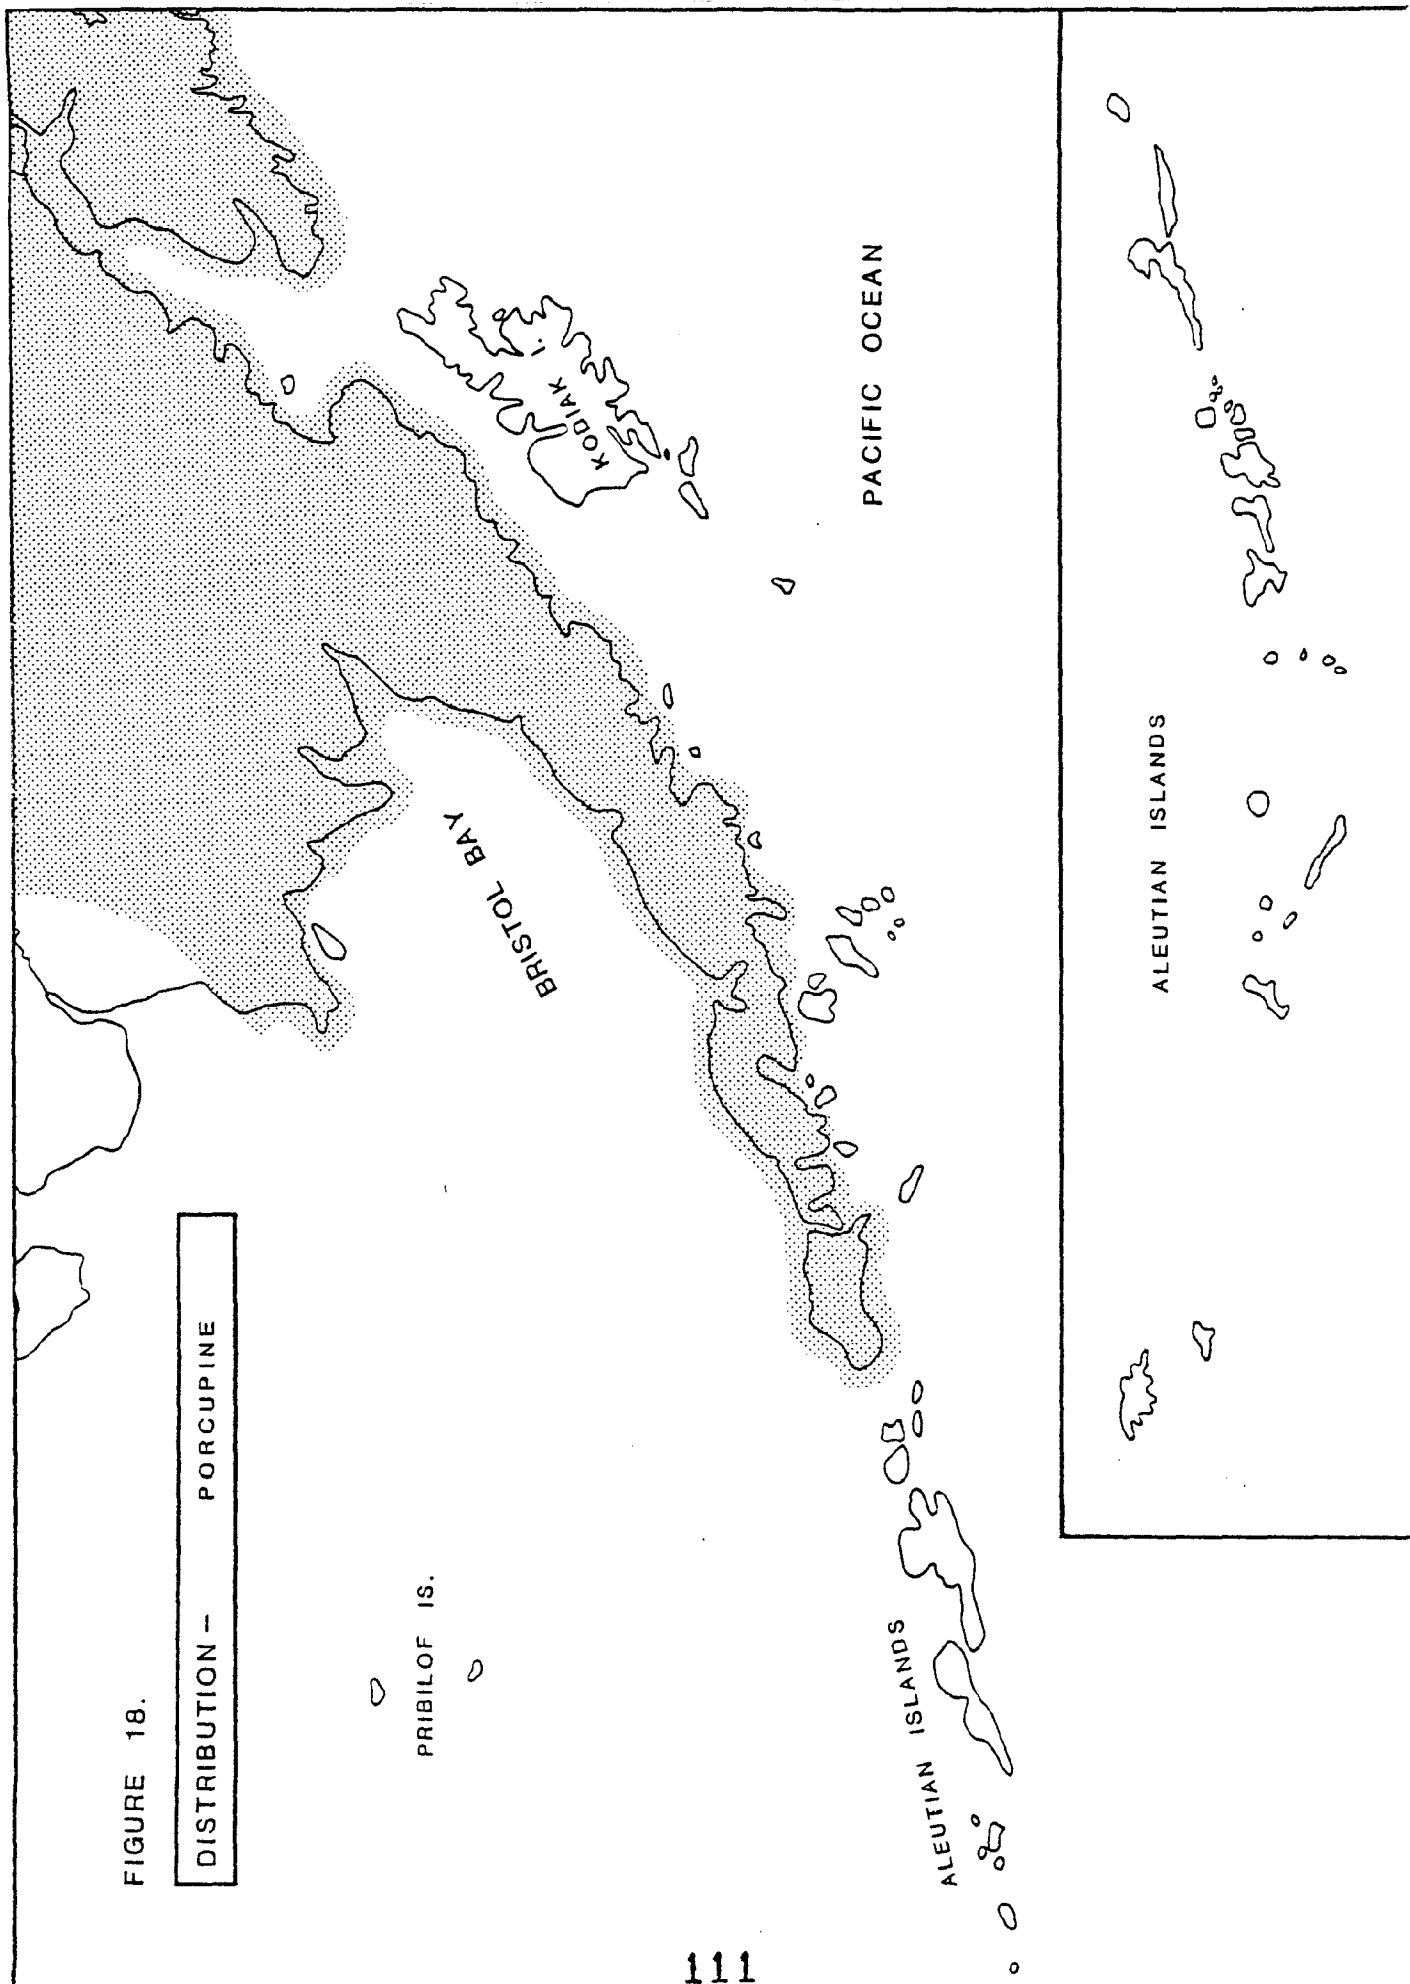 FIGURE 18.
DISTRIBUTION – PORCUPINE
PRIBILOF IS.
BRISTOL BAY
KODIAK I.
PACIFIC OCEAN
ALEUTIAN ISLANDS
ALEUTIAN ISLANDS
111